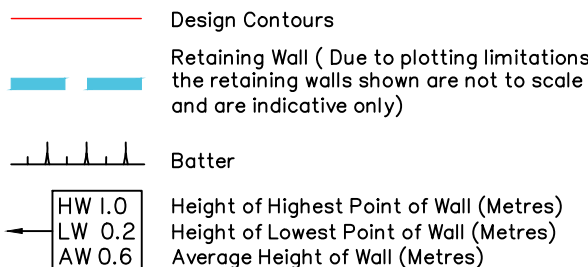 Design Contours
Retaining Wall ( Due to plotting limitations
the retaining walls shown are not to scale
and are indicative only)
Batter
HW 1.0 Height of Highest Point of Wall (Metres)
LW 0.2 Height of Lowest Point of Wall (Metres)
AW 0.6 Average Height of Wall (Metres)